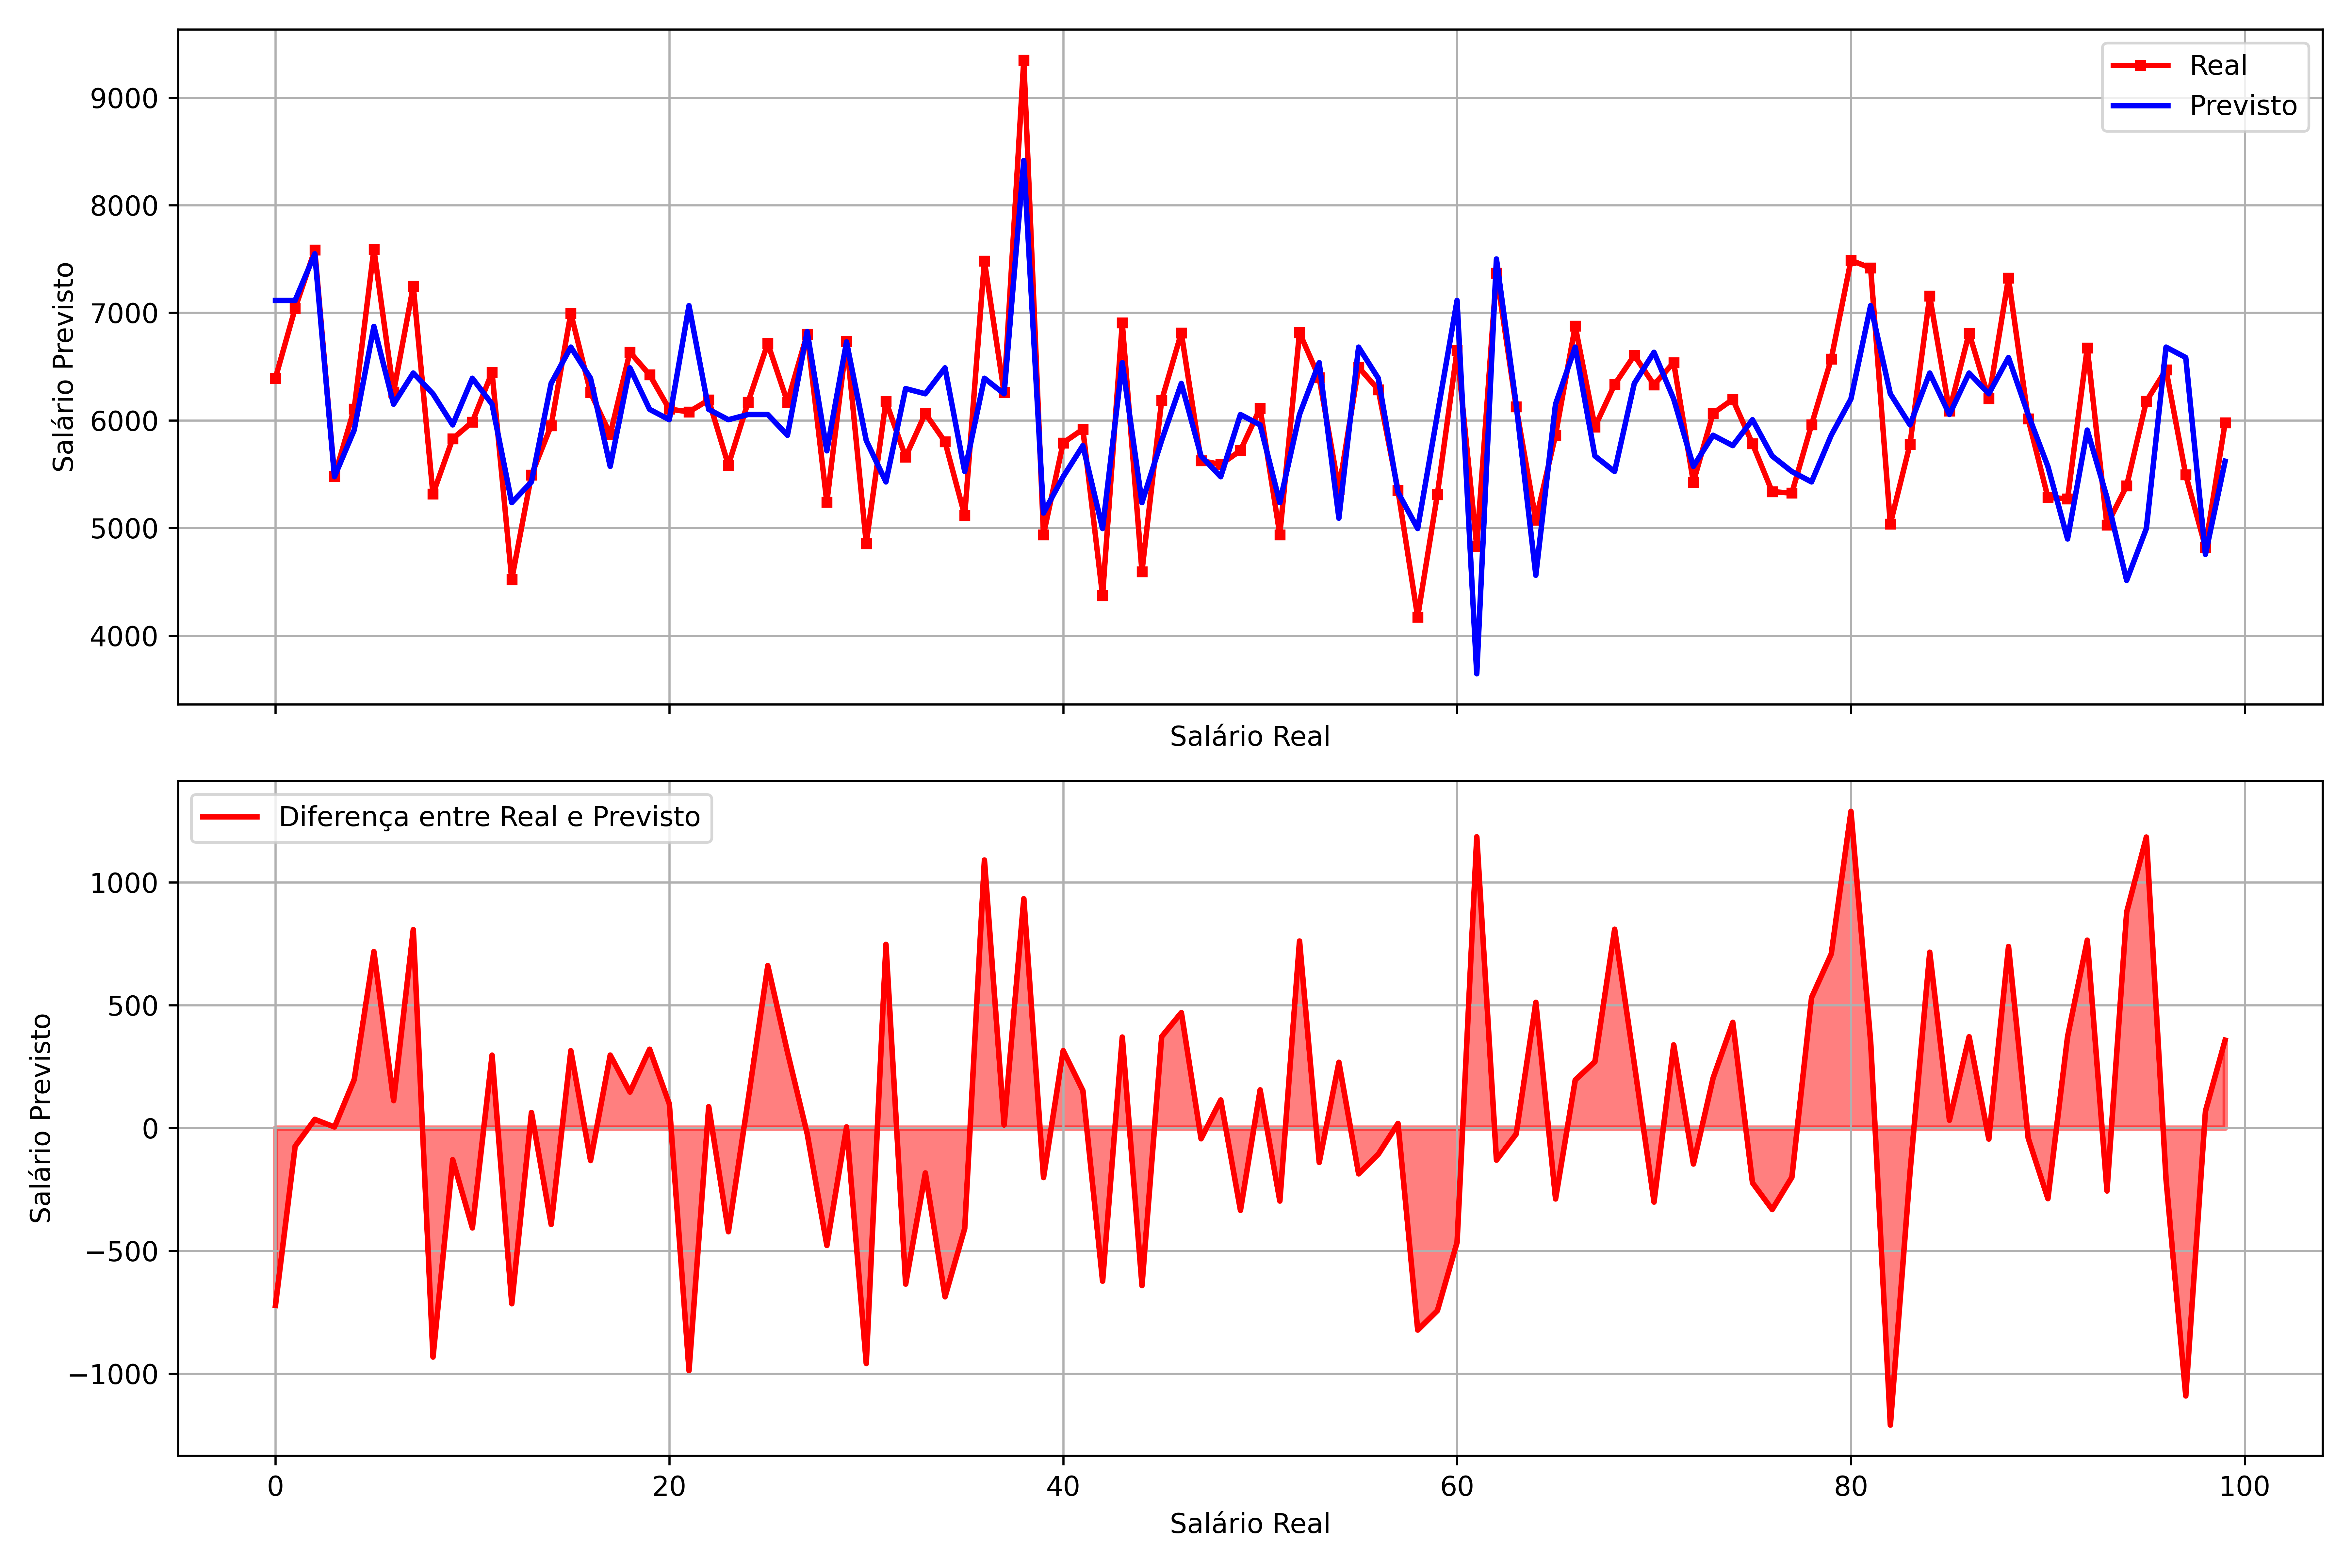 Real
Previsto
9000
8000
7000
6000
5000
4000
Salário Previsto
Salário Real
Diferença entre Real e Previsto
1000
500
0
−500
−1000
Salário Previsto
0 20 40 60 80 100
Salário Real